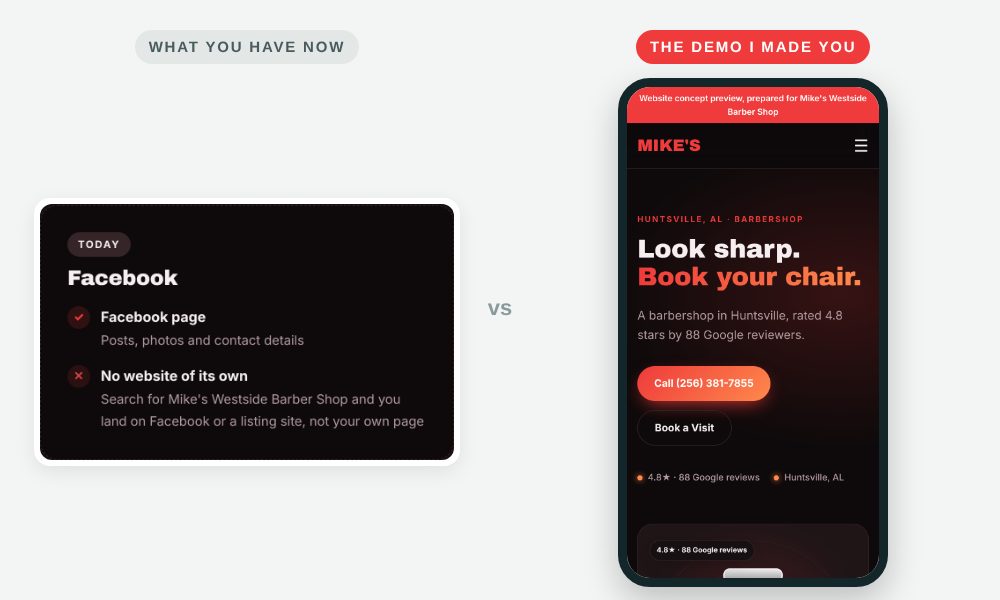 WHAT YOU HAVE NOW
TODAY
Facebook
Facebook page
Posts, photos and contact details
No website of its own
Search for Mike's Westside Barber Shop and you
land on Facebook or a listing site, not your own page
vs
THE DEMO I MADE YOU
Website concept preview, prepared for Mike's Westside
Barber Shop
MIKE'S
HUNTSVILLE, AL · BARBERSHOP
Look sharp.
Book your chair.
A barbershop in Huntsville, rated 4.8
stars by 88 Google reviewers.
Call (256) 381-7855
Book a Visit
4.8★ · 88 Google reviews
Huntsville, AL
4.8★ · 88 Google reviews